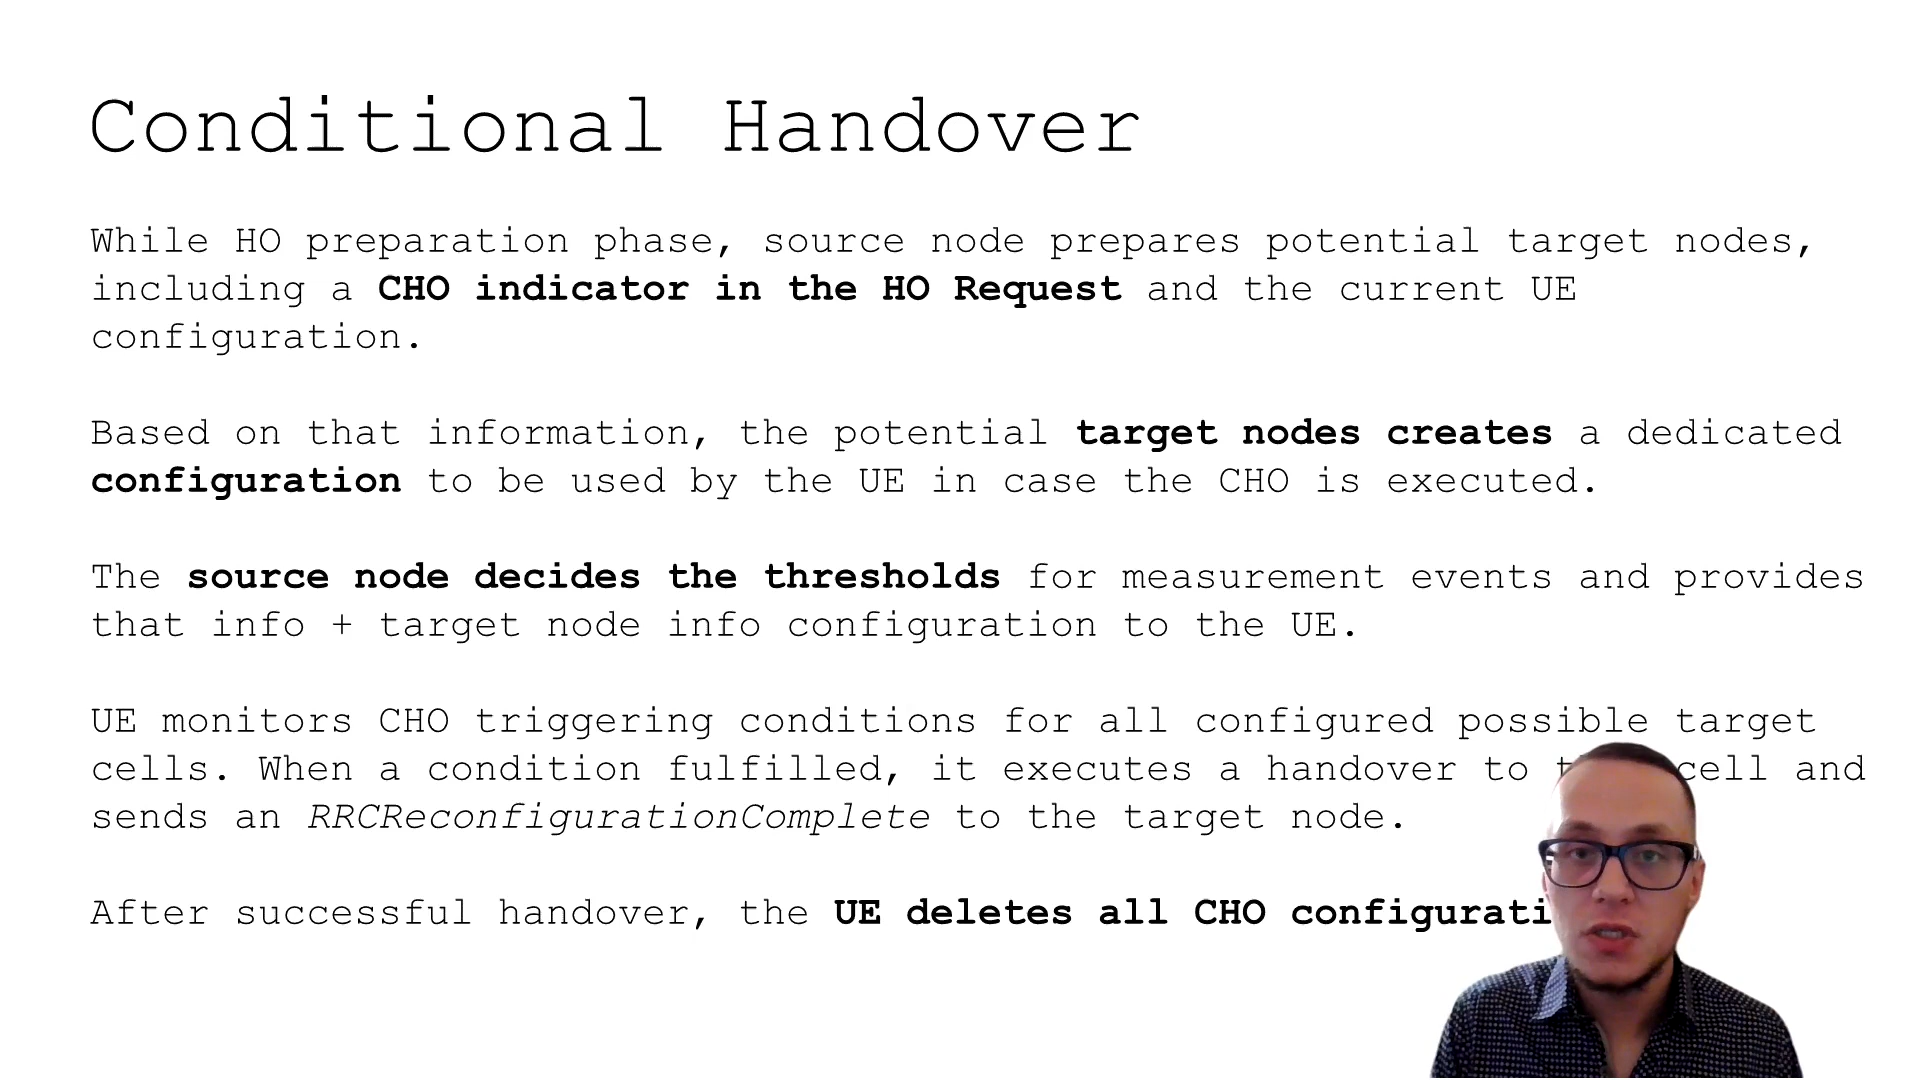 Conditional Handover
While HO preparation phase, source node prepares potential target nodes,
including a CHO indicator in the HO Request and the current UE
configuration.
Based on that information, the potential target nodes creates a dedicated
configuration to be used by the UE in case the CHO is executed.
The source node decides the thresholds for measurement events and provides
that info + target node info configuration to the UE.
UE monitors CHO triggering conditions for all configured possible target
cells. When a condition fulfilled, it executes a handover to cell and
sends an RRCReconfigurationComplete to the target node.
After successful handover, the UE deletes all CHO